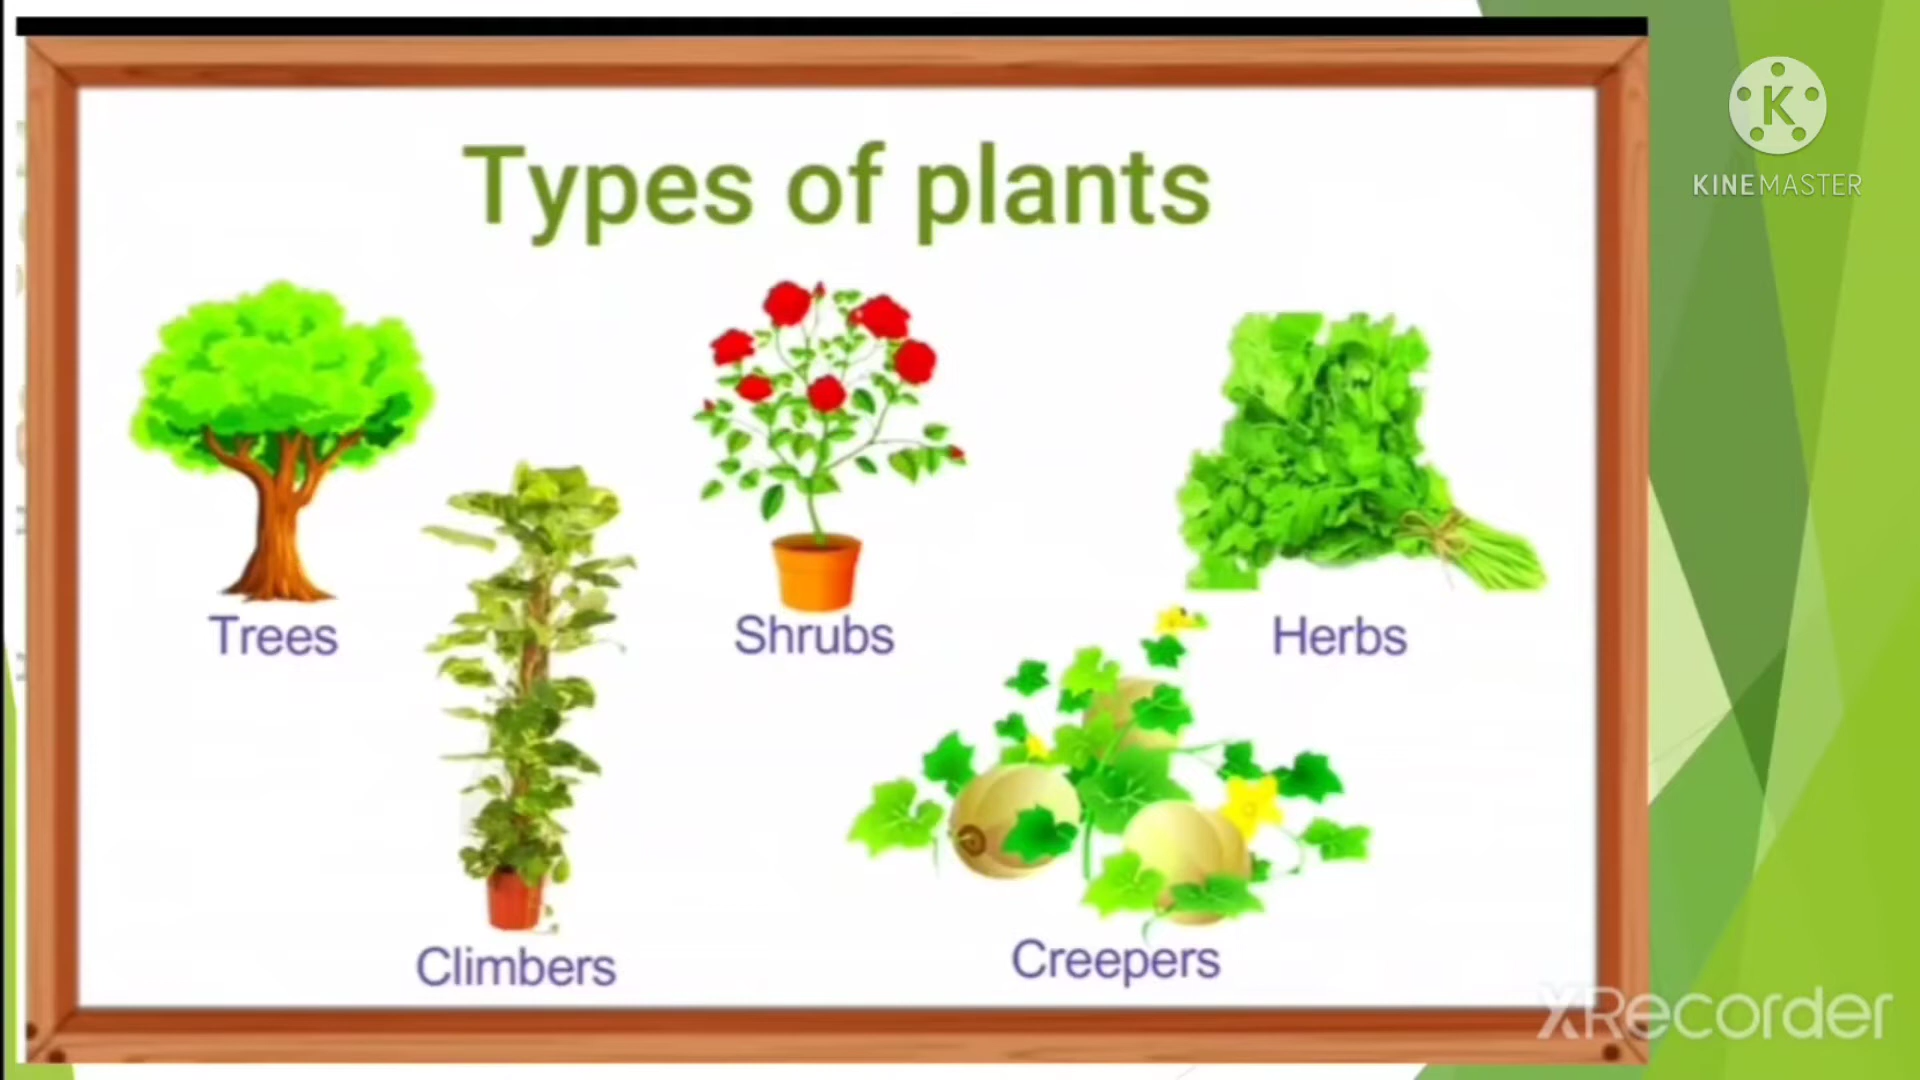 Types of plants
K
KINEMASTER
Trees
Shrubs
Herbs
Climbers
Creepers
XRecorder